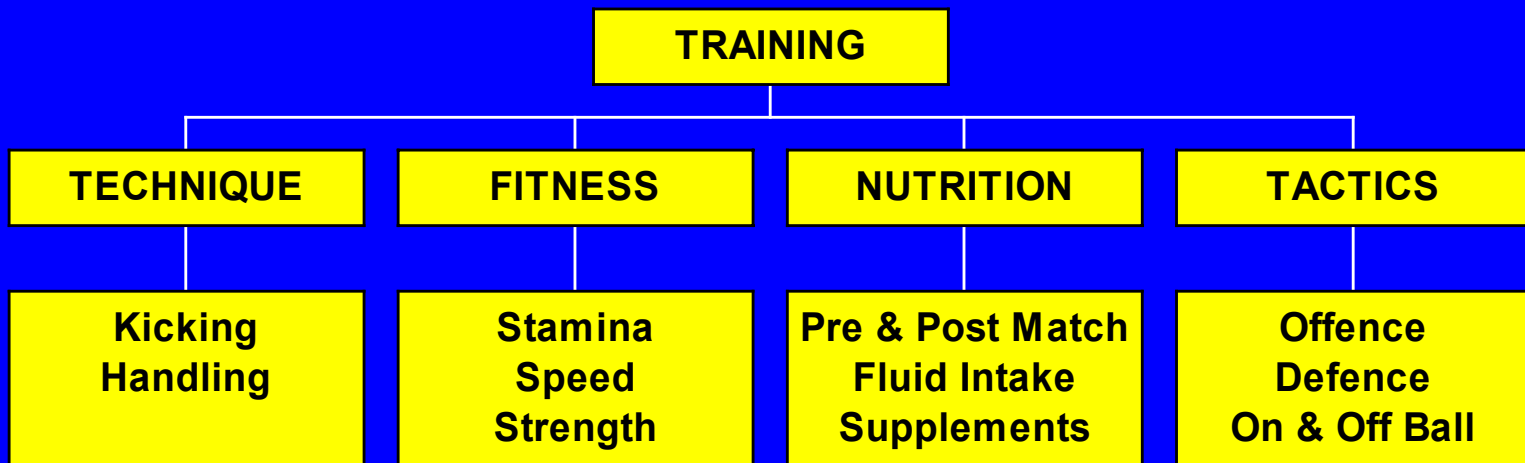 TRAINING
TECHNIQUE
FITNESS
NUTRITION
TACTICS
Kicking
Handling
Stamina
Speed
Strength
Pre & Post Match
Fluid Intake
Supplements
Offence
Defence
On & Off Ball